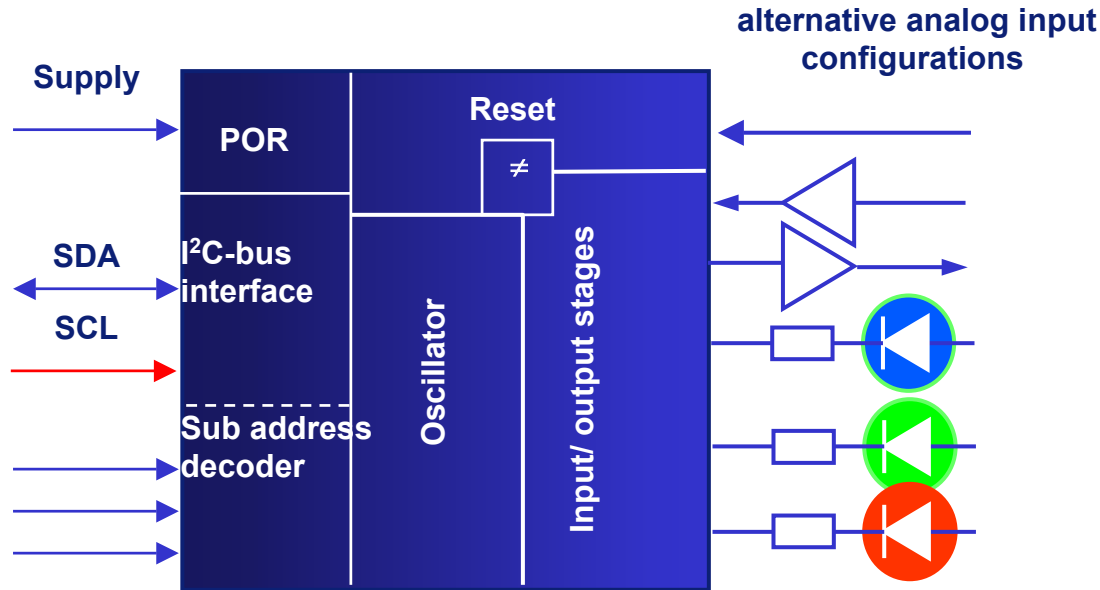 alternative analog input
configurations
Supply
POR
Reset
≠
SDA
I²C-bus
interface
SCL
Sub address
decoder
Oscillator
Input/ output stages